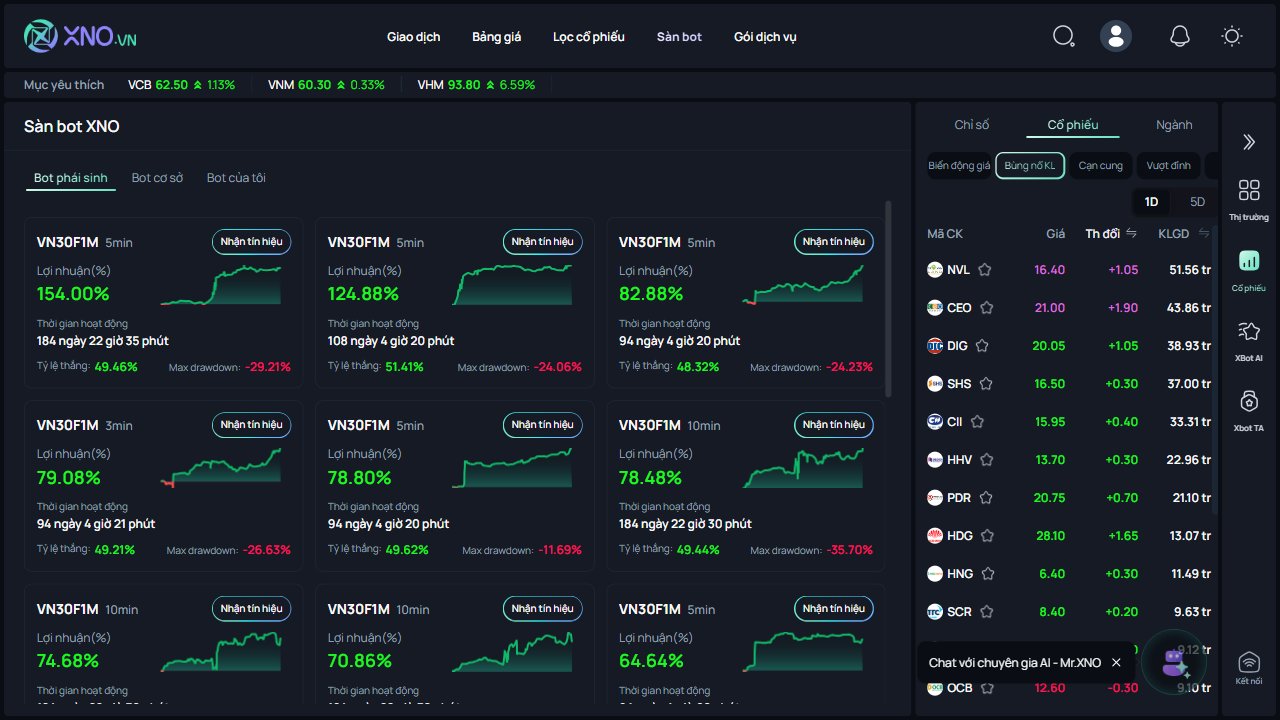 XNO.VN
Giao dịch Bảng giá Lọc cổ phiếu Sàn bot Gói dịch vụ
Mục yêu thích VCB 62.50 1.13% VNM 60.30 0.33% VHM 93.80 6.59%
Sàn bot XNO
Bot phái sinh Bot cơ sở Bot của tôi
VN30F1M 5min Nhận tín hiệu
Lợi nhuận(%)
154.00%
Thời gian hoạt động
184 ngày 22 giờ 35 phút
Tỷ lệ thắng: 49.46% Max drawdown: -29.21%
VN30F1M 5min Nhận tín hiệu
Lợi nhuận(%)
124.88%
Thời gian hoạt động
108 ngày 4 giờ 20 phút
Tỷ lệ thắng: 51.41% Max drawdown: -24.06%
VN30F1M 5min Nhận tín hiệu
Lợi nhuận(%)
82.88%
Thời gian hoạt động
94 ngày 4 giờ 20 phút
Tỷ lệ thắng: 48.32% Max drawdown: -24.23%
VN30F1M 3min Nhận tín hiệu
Lợi nhuận(%)
79.08%
Thời gian hoạt động
94 ngày 4 giờ 21 phút
Tỷ lệ thắng: 49.21% Max drawdown: -26.63%
VN30F1M 5min Nhận tín hiệu
Lợi nhuận(%)
78.80%
Thời gian hoạt động
94 ngày 4 giờ 20 phút
Tỷ lệ thắng: 49.62% Max drawdown: -11.69%
VN30F1M 10min Nhận tín hiệu
Lợi nhuận(%)
78.48%
Thời gian hoạt động
184 ngày 22 giờ 30 phút
Tỷ lệ thắng: 49.44% Max drawdown: -35.70%
VN30F1M 10min Nhận tín hiệu
Lợi nhuận(%)
74.68%
Thời gian hoạt động
VN30F1M 10min Nhận tín hiệu
Lợi nhuận(%)
70.86%
Thời gian hoạt động
VN30F1M 5min Nhận tín hiệu
Lợi nhuận(%)
64.64%
Thời gian hoạt động
Chỉ số Cổ phiếu Ngành
Biến động giá Bùng nổ KL Cạn cung Vượt đỉnh
1D 5D
Mã CK Giá Th đổi KLGD
NVL 16.40 +1.05 51.56 tr
CEO 21.00 +1.90 43.86 tr
DIG 20.05 +1.05 38.93 tr
SHS 16.50 +0.30 37.00 tr
CII 15.95 +0.40 33.31 tr
HHV 13.70 +0.30 22.96 tr
PDR 20.75 +0.70 21.10 tr
HDG 28.10 +1.65 13.07 tr
HNG 6.40 +0.30 11.49 tr
SCR 8.40 +0.20 9.63 tr
9.12 tr
OCB 12.60 -0.30 9.10 tr
Chat với chuyên gia AI - Mr.XNO
Thị trường
Cổ phiếu
XBot AI
Xbot TA
Kết nối